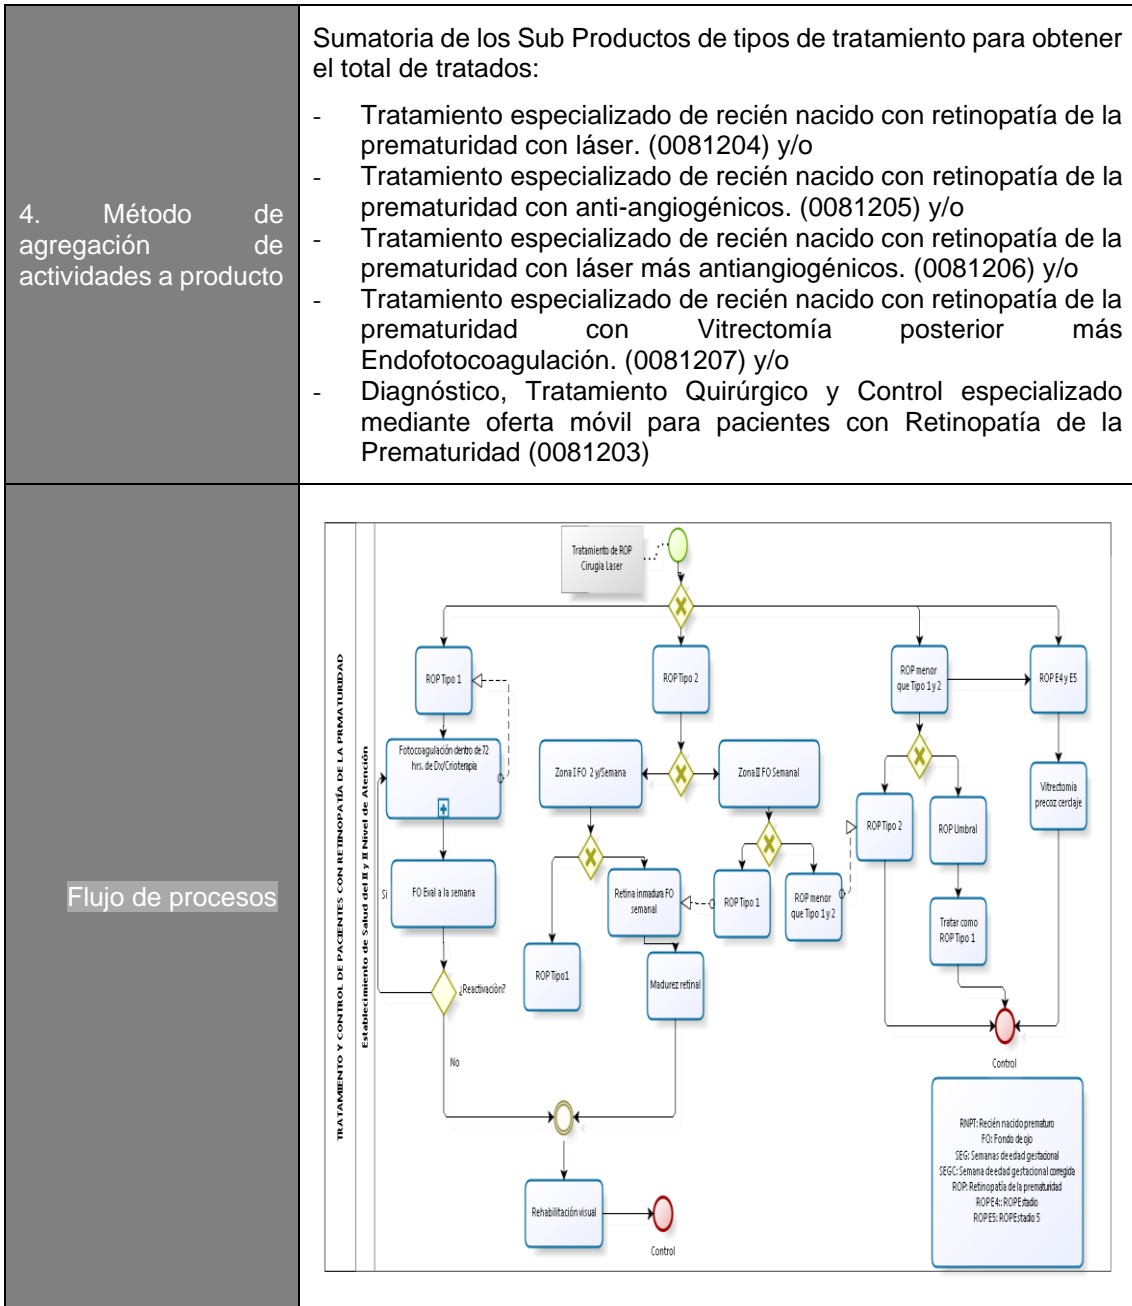 4. Método de
agregación de
actividades a producto
Sumatoria de los Sub Productos de tipos de tratamiento para obtener
el total de tratados:
- Tratamiento especializado de recién nacido con retinopatía de la
prematuridad con láser. (0081204) y/o
- Tratamiento especializado de recién nacido con retinopatía de la
prematuridad con anti-angiogénicos. (0081205) y/o
- Tratamiento especializado de recién nacido con retinopatía de la
prematuridad con láser más antiangiogénicos. (0081206) y/o
- Tratamiento especializado de recién nacido con retinopatía de la
prematuridad con Vitrectomía posterior más
Endofotocoagulación. (0081207) y/o
- Diagnóstico, Tratamiento Quirúrgico y Control especializado
mediante oferta móvil para pacientes con Retinopatía de la
Prematuridad (0081203)
Flujo de procesos
TRATAMIENTO Y CONTROL DE PACIENTES CON RETINOPATÍA DE LA PRMATURIDAD
Establecimiento de Salud del II y III Nivel de Atención
Tratamiento de ROP
Cirugia Laser
ROP Tipo 1
ROP Tipo 2
ROP menor
que Tipo 1 y 2
ROP E4 y E5
Fotocoagulación dentro de 72
hrs. de Dx/Crioterapia
Zona I FO 2 y/Semana
Zona II FO Semanal
Vitrectomía
precoz cerclaje
ROP Tipo 2
ROP Umbral
FO Eval a la semana
Si
Retina inmadura FO
semanal
ROP Tipo 1
ROP menor
que Tipo 1 y 2
Tratar como
ROP Tipo 1
ROP Tipo1
Madurez retinal
¿Reactivación?
No
Control
Rehabilitación visual
Control
RNPT: Recién nacido prematuro
FO: Fondo de ojo
SEG: Semanas de edad gestacional
SEGC: Semana de edad gestacional corregida
ROP: Retinopatía de la prematuridad
ROP E4:: ROP Estadio
ROP E5: ROP Estadio 5